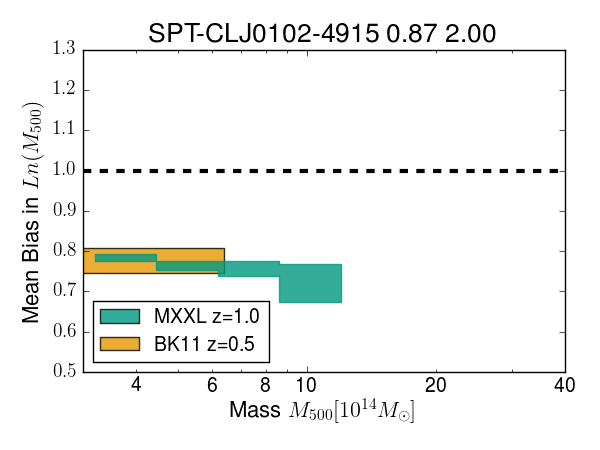 SPT-CLJ0102-4915 0.87 2.00
1.3
1.2
1.1
1.0
0.9
0.8
0.7
0.6
0.5
Mean Bias in Ln(M500)
MXXL z=1.0
BK11 z=0.5
4 6 8 10 20 40
Mass M500[10^14 M⊙]